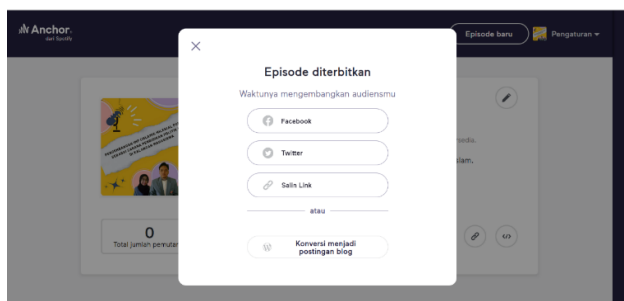 Anchor.
dari Spotify
Episode baru
Pengaturan
Episode diterbitkan
Waktunya mengembangkan audiensmu
Facebook
Twitter
Salin Link
atau
Konversi menjadi
postingan blog
0
Total jumlah pemutar